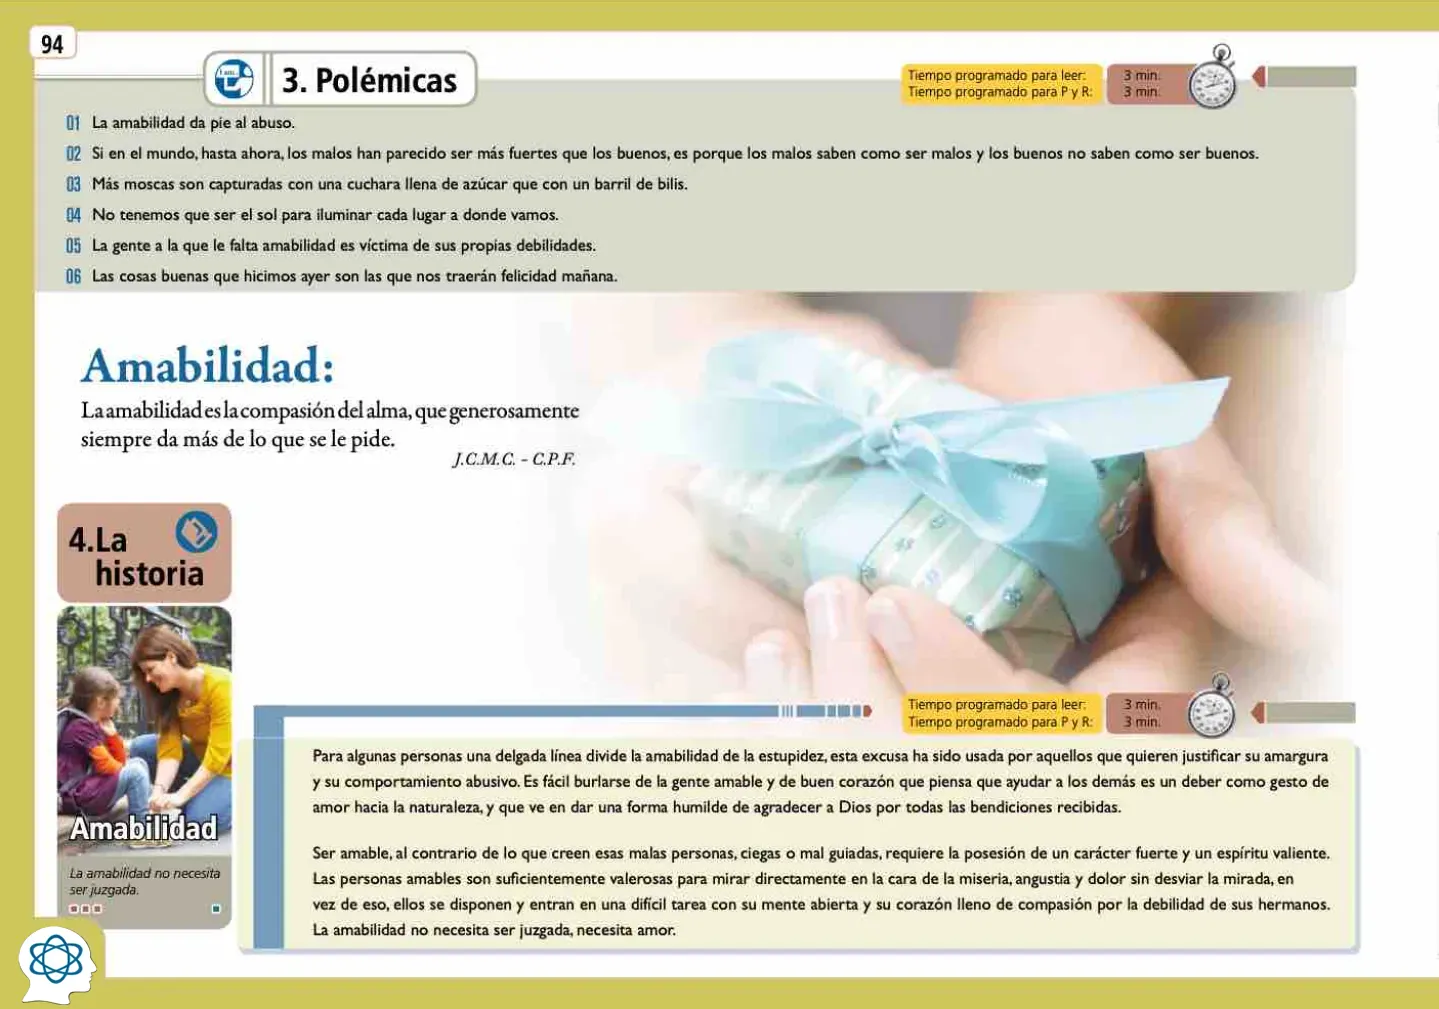 94
3. Polémicas
Tiempo programado para leer: 3 min.
Tiempo programado para P y R: 3 min.
01 La amabilidad da pie al abuso.
02 Si en el mundo, hasta ahora, los malos han parecido ser más fuertes que los buenos, es porque los malos saben como ser malos y los buenos no saben como ser buenos.
03 Más moscas son capturadas con una cuchara llena de azúcar que con un barril de bilis.
04 No tenemos que ser el sol para iluminar cada lugar a donde vamos.
05 La gente a la que le falta amabilidad es víctima de sus propias debilidades.
06 Las cosas buenas que hicimos ayer son las que nos traerán felicidad mañana.
Amabilidad:
La amabilidad es la compasión del alma, que generosamente
siempre da más de lo que se le pide.
J.C.M.C. - C.P.F.
4. La
historia
Amabilidad
La amabilidad no necesita
ser juzgada.
Tiempo programado para leer: 3 min.
Tiempo programado para P y R: 3 min.
Para algunas personas una delgada línea divide la amabilidad de la estupidez, esta excusa ha sido usada por aquellos que quieren justificar su amargura
y su comportamiento abusivo. Es fácil burlarse de la gente amable y de buen corazón que piensa que ayudar a los demás es un deber como gesto de
amor hacia la naturaleza, y que ve en dar una forma humilde de agradecer a Dios por todas las bendiciones recibidas.
Ser amable, al contrario de lo que creen esas malas personas, ciegas o mal guiadas, requiere la posesión de un carácter fuerte y un espíritu valiente.
Las personas amables son suficientemente valerosas para mirar directamente en la cara de la miseria, angustia y dolor sin desviar la mirada, en
vez de eso, ellos se disponen y entran en una difícil tarea con su mente abierta y su corazón lleno de compasión por la debilidad de sus hermanos.
La amabilidad no necesita ser juzgada, necesita amor.